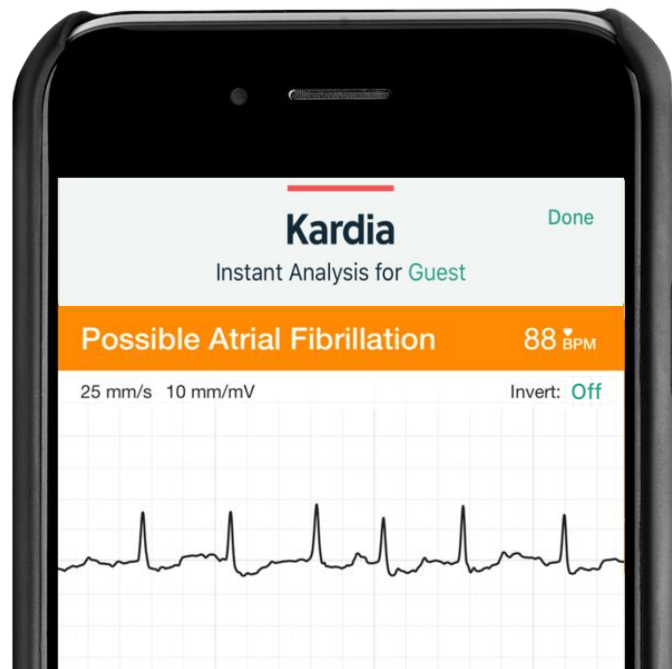 Kardia
Done
Instant Analysis for Guest
Possible Atrial Fibrillation 88 BPM
25 mm/s 10 mm/mV Invert: Off